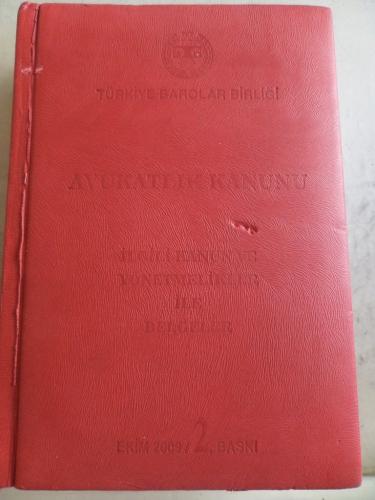 TÜRKİYE BAROLAR BİRLİĞİ
AVUKATLIK KANUNU
İLGİLİ KANUN VE
YÖNETMELİKLER
İLE
BELGELER
EKİM 2009 / 2. BASKI